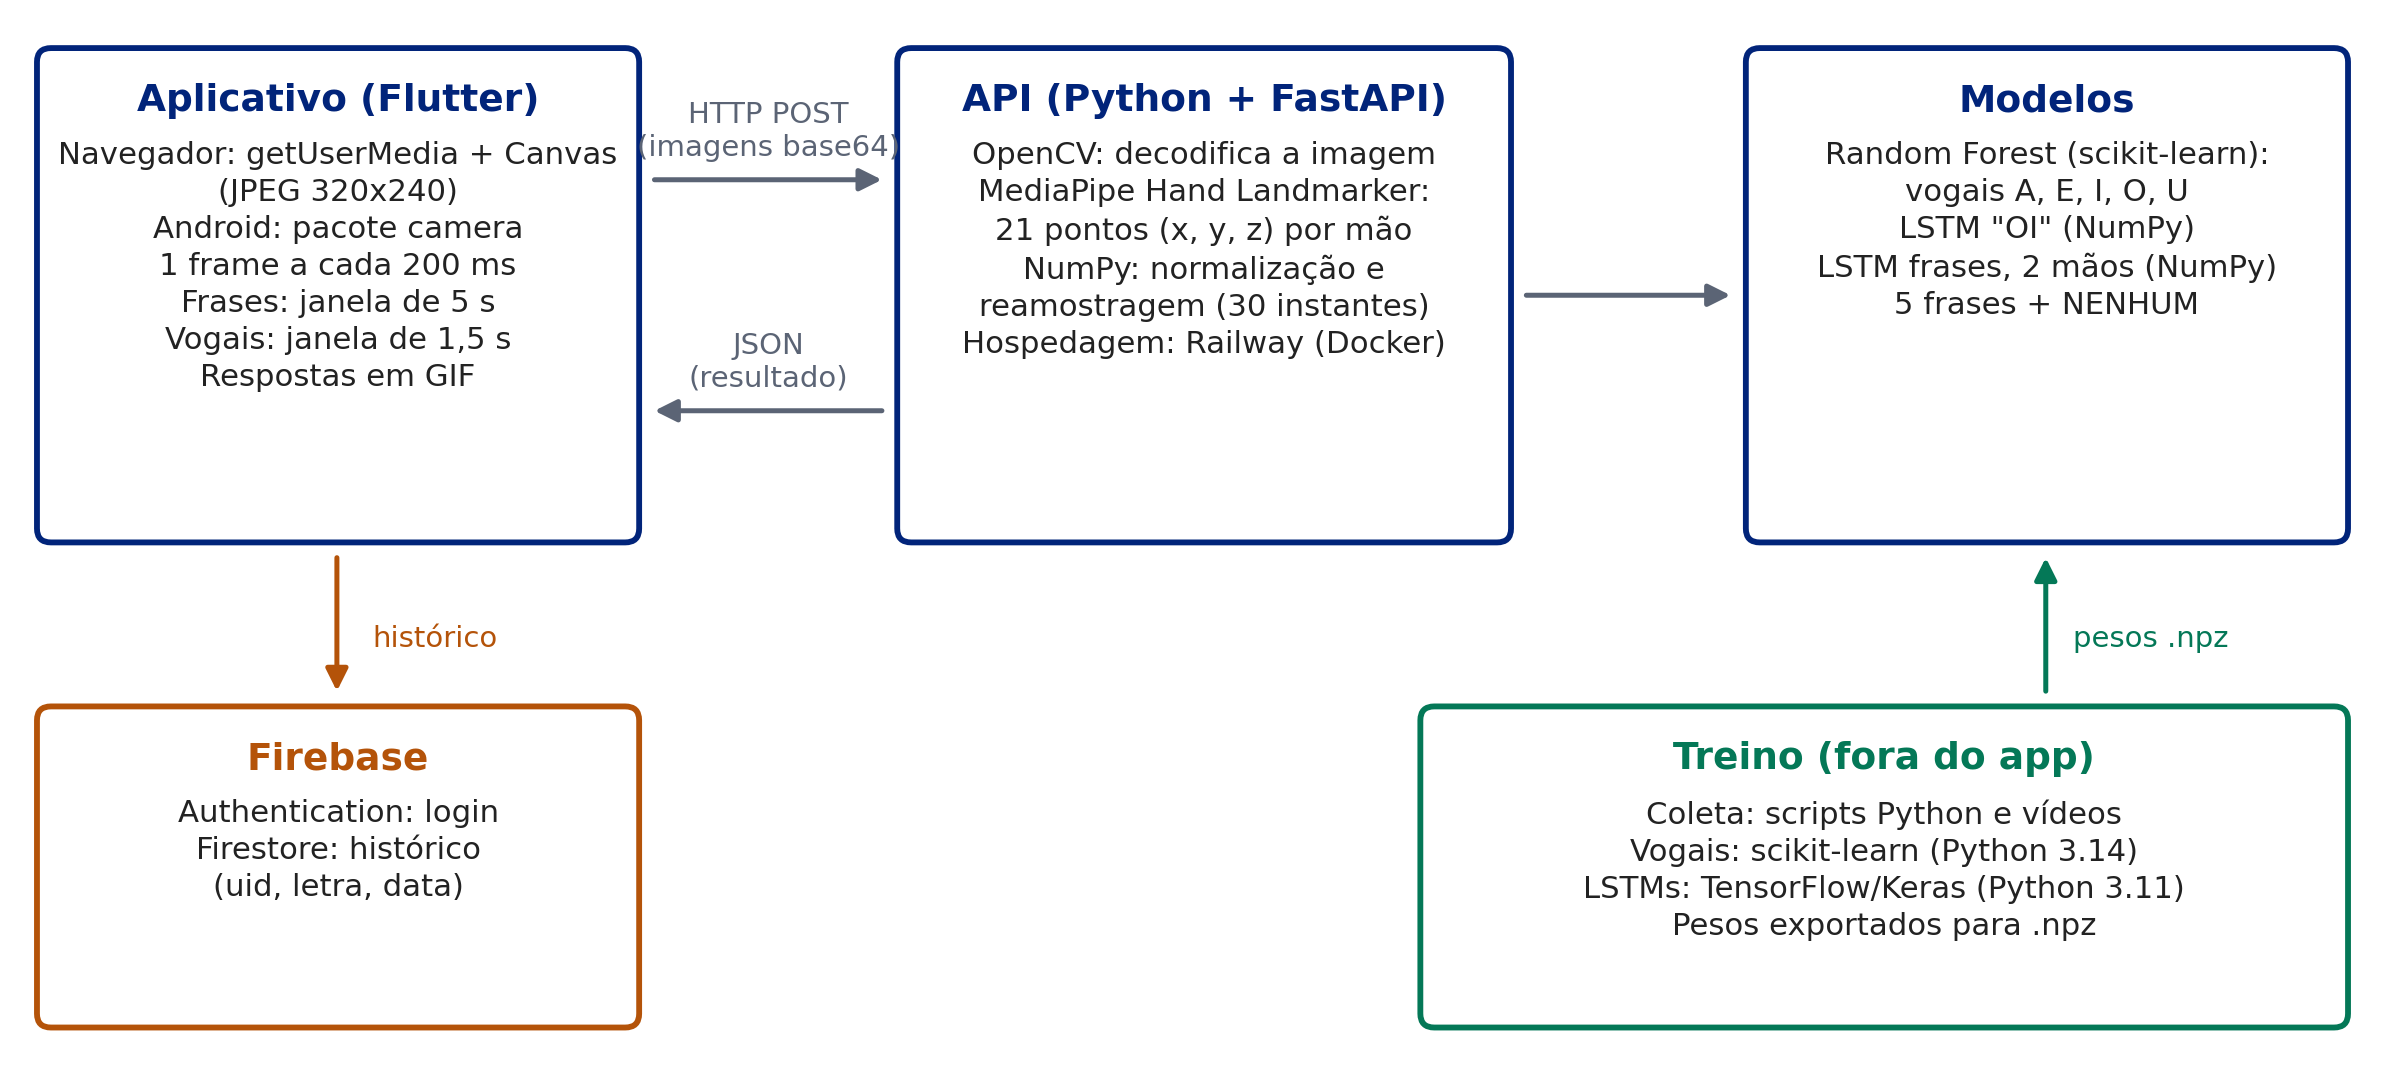 Aplicativo (Flutter)
Navegador: getUserMedia + Canvas
(JPEG 320x240)
Android: pacote camera
1 frame a cada 200 ms
Frases: janela de 5 s
Vogais: janela de 1,5 s
Respostas em GIF
HTTP POST
(imagens base64)
JSON
(resultado)
API (Python + FastAPI)
OpenCV: decodifica a imagem
MediaPipe Hand Landmarker:
21 pontos (x, y, z) por mão
NumPy: normalização e
reamostragem (30 instantes)
Hospedagem: Railway (Docker)
Modelos
Random Forest (scikit-learn):
vogais A, E, I, O, U
LSTM "OI" (NumPy)
LSTM frases, 2 mãos (NumPy)
5 frases + NENHUM
histórico
pesos .npz
Firebase
Authentication: login
Firestore: histórico
(uid, letra, data)
Treino (fora do app)
Coleta: scripts Python e vídeos
Vogais: scikit-learn (Python 3.14)
LSTMs: TensorFlow/Keras (Python 3.11)
Pesos exportados para .npz